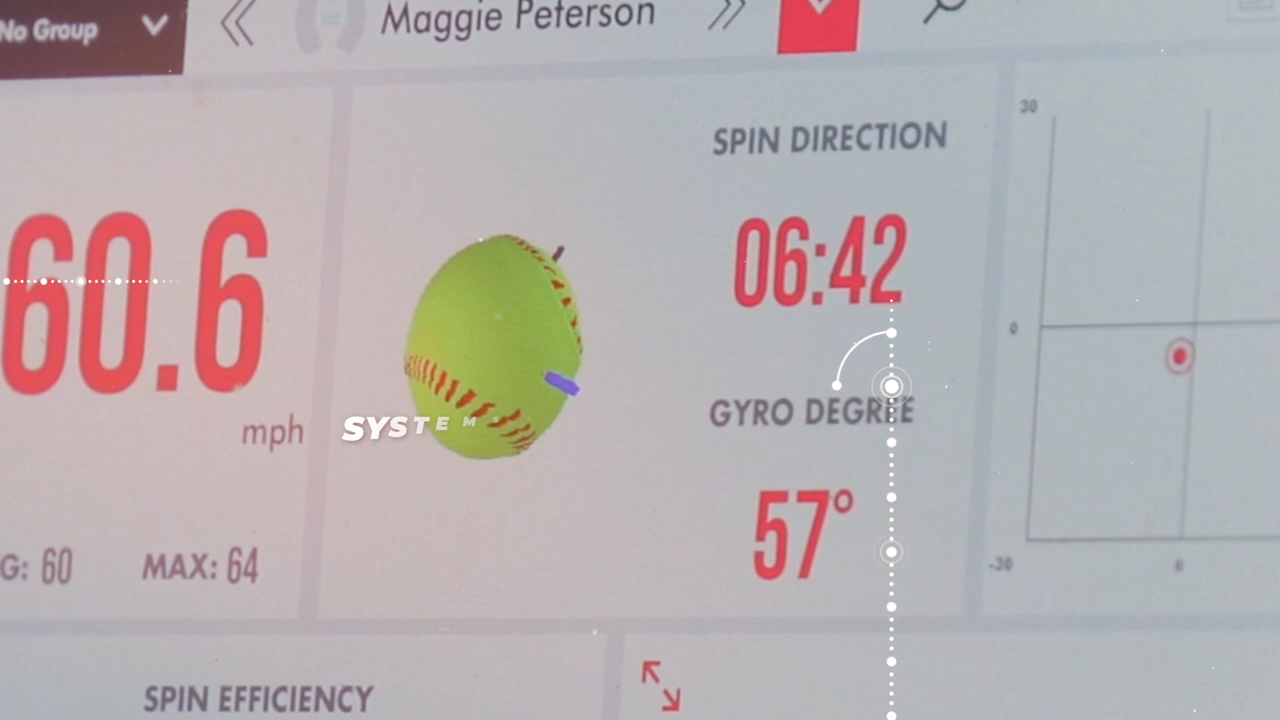 No Group
Maggie Peterson
60.6
mph
G: 60
MAX: 64
SYSTEM
SPIN DIRECTION
06:42
GYRO DEGREE
57°
30
0
-30
SPIN EFFICIENCY